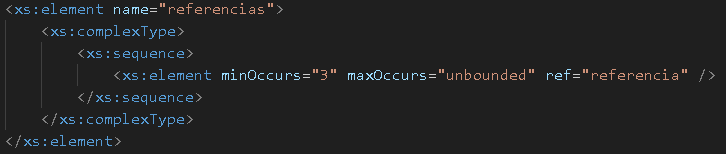 <xs:element name="referencias">
<xs:complexType>
<xs:sequence>
<xs:element minOccurs="3" maxOccurs="unbounded" ref="referencia" />
</xs:sequence>
</xs:complexType>
</xs:element>